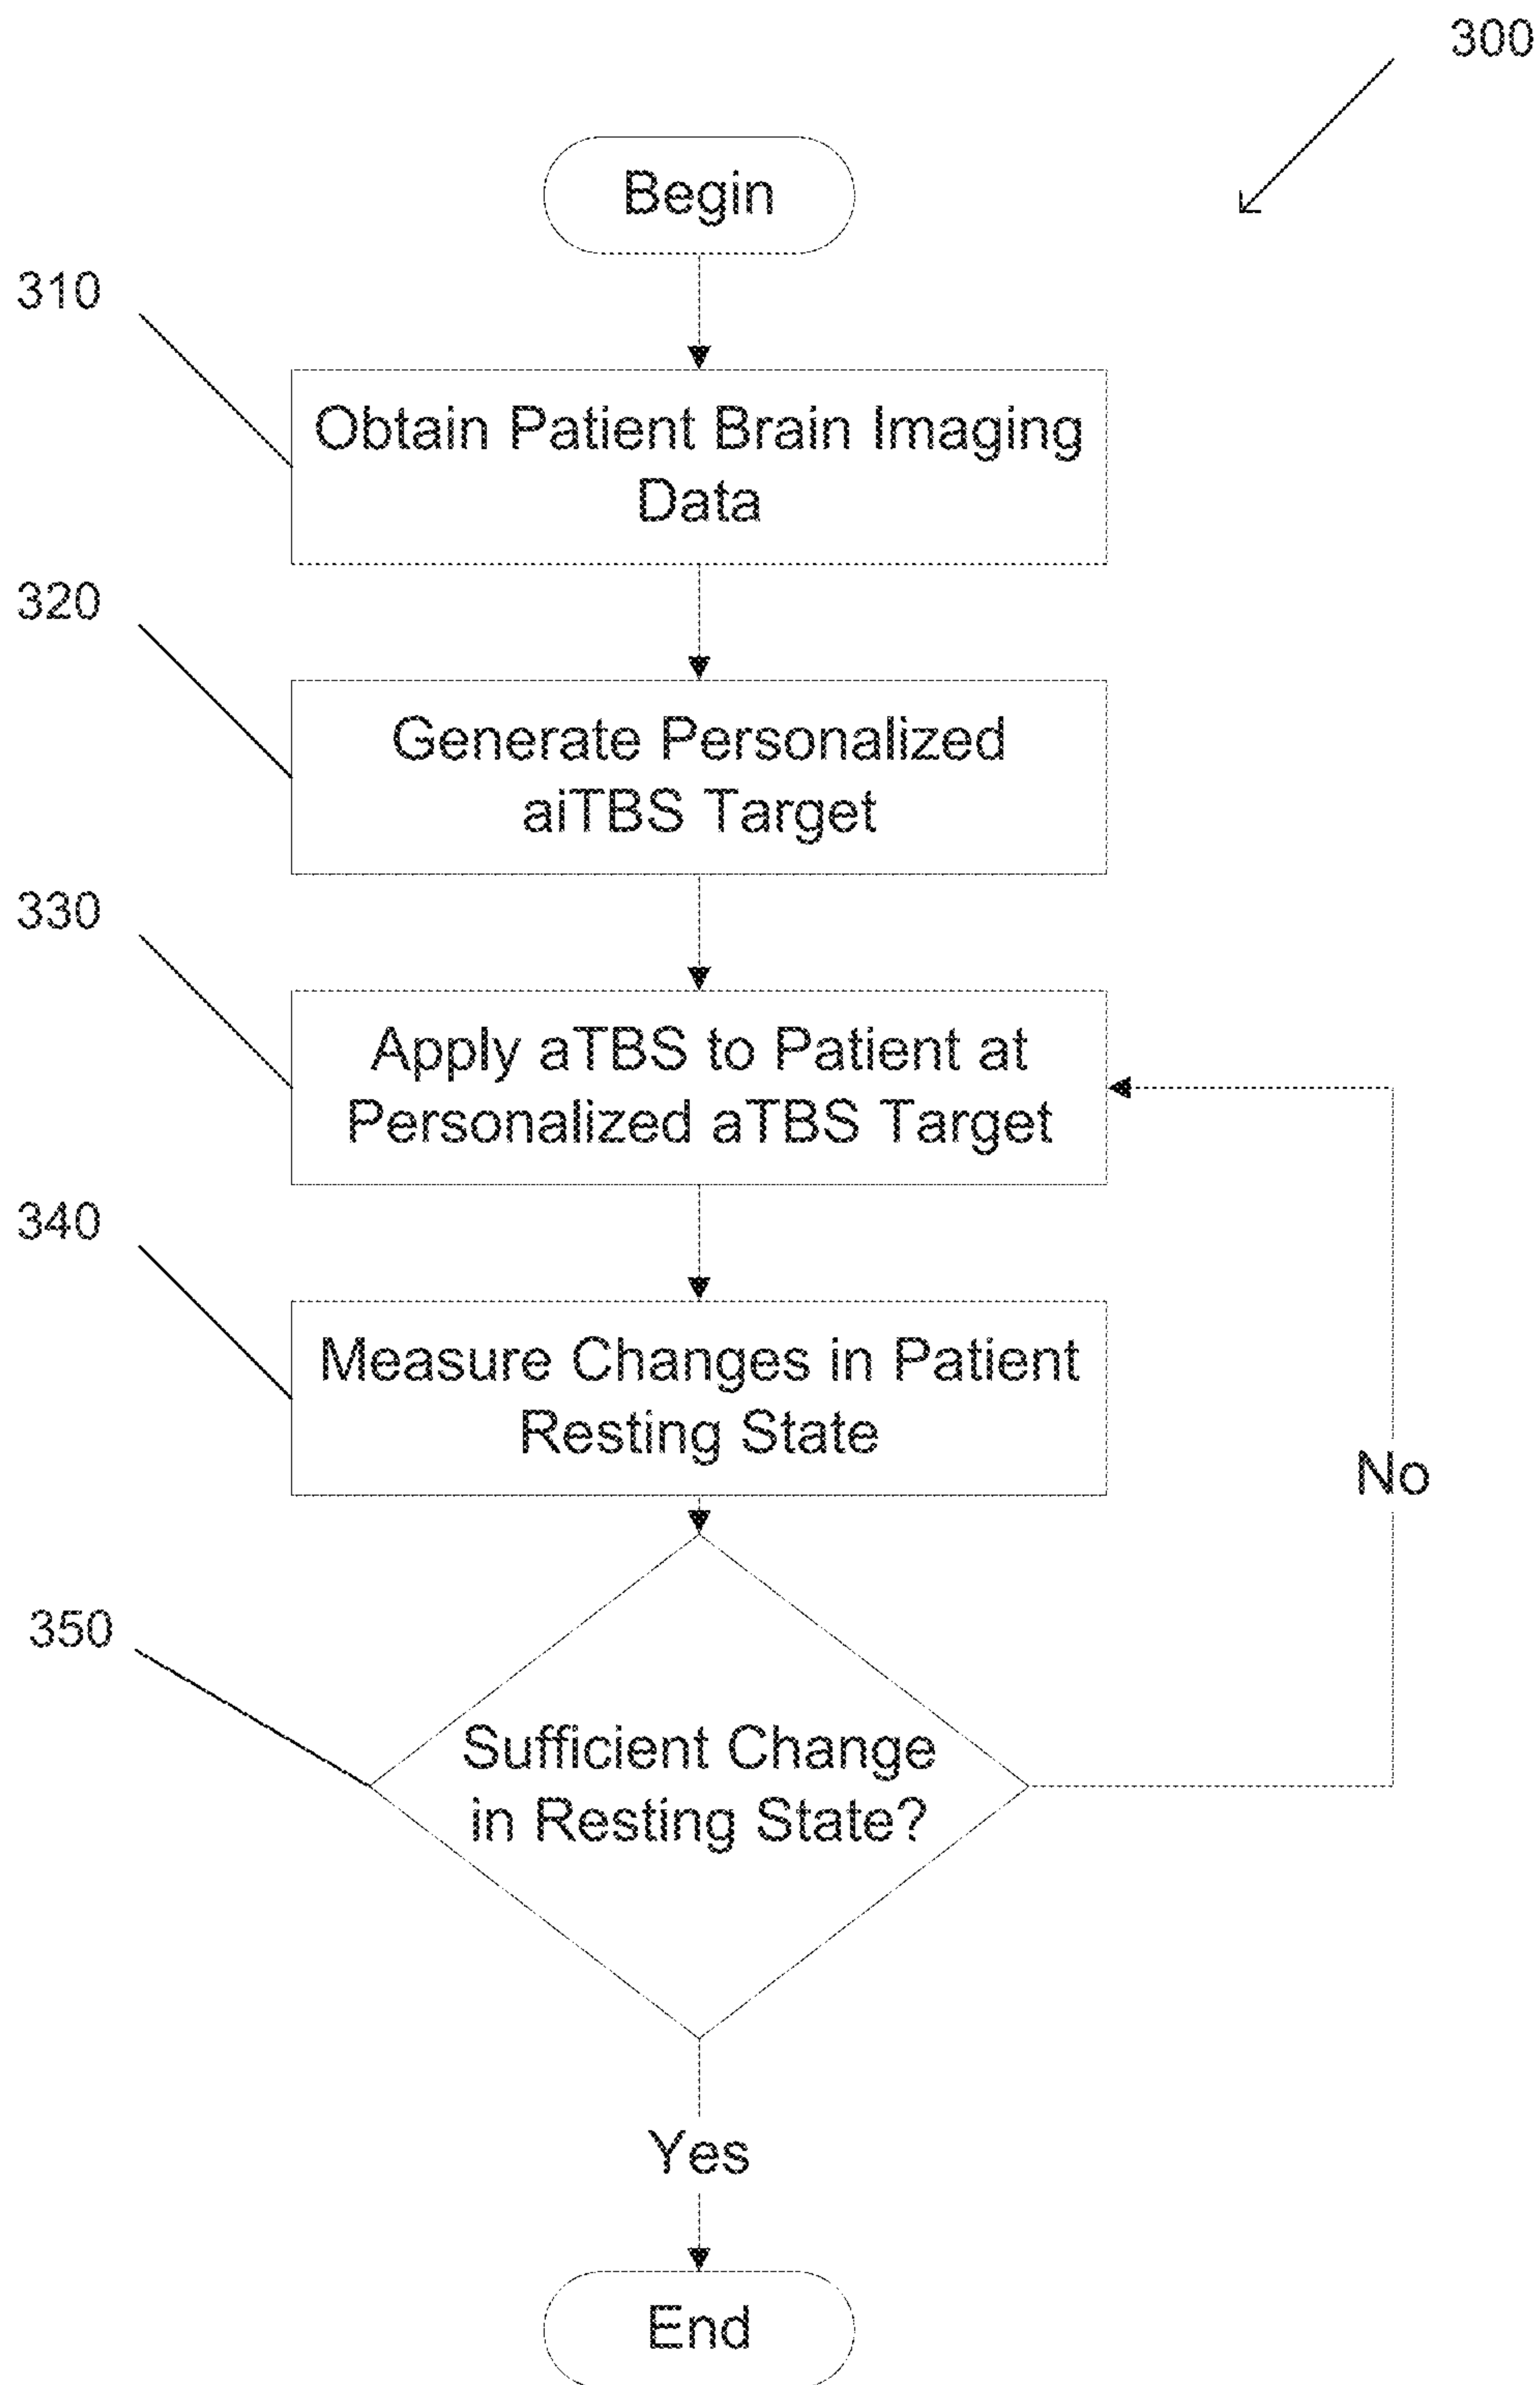 300
Begin
310
Obtain Patient Brain Imaging
Data
320
Generate Personalized
aiTBS Target
330
Apply aTBS to Patient at
Personalized aTBS Target
340
Measure Changes in Patient
Resting State
No
350
Sufficient Change
in Resting State?
Yes
End